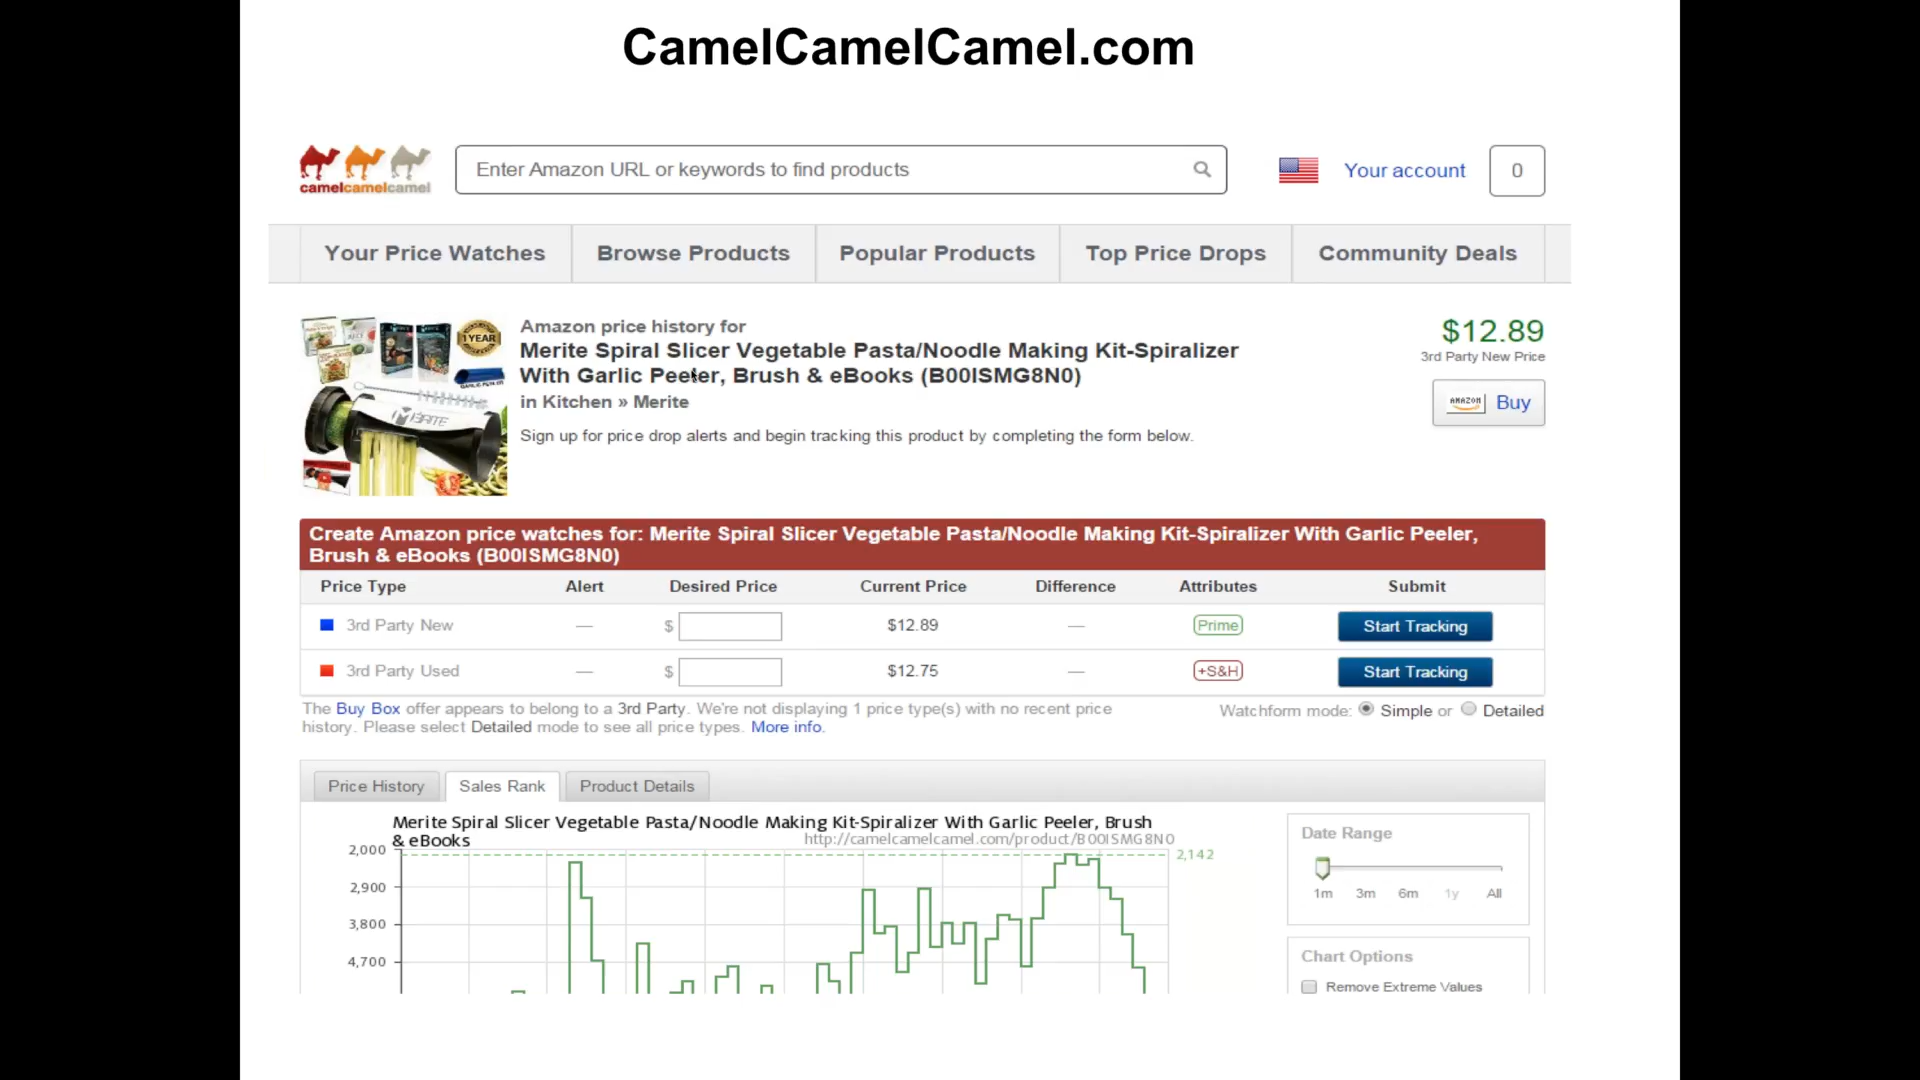 CamelCamelCamel.com
camelcamelcamel
Enter Amazon URL or keywords to find products
Your account
0
Your Price Watches
Browse Products
Popular Products
Top Price Drops
Community Deals
1 YEAR
MERITE
Amazon price history for
Merite Spiral Slicer Vegetable Pasta/Noodle Making Kit-Spiralizer
With Garlic Peeler, Brush & eBooks (B00ISMG8N0)
in Kitchen » Merite
Sign up for price drop alerts and begin tracking this product by completing the form below.
$12.89
3rd Party New Price
AMAZON
Buy
Create Amazon price watches for: Merite Spiral Slicer Vegetable Pasta/Noodle Making Kit-Spiralizer With Garlic Peeler,
Brush & eBooks (B00ISMG8N0)
Price Type Alert Desired Price Current Price Difference Attributes Submit
3rd Party New — $ $12.89 — Prime Start Tracking
3rd Party Used — $ $12.75 — +S&H Start Tracking
The Buy Box offer appears to belong to a 3rd Party. We're not displaying 1 price type(s) with no recent price
history. Please select Detailed mode to see all price types. More info.
Watchform mode: Simple or Detailed
Price History
Sales Rank
Product Details
Merite Spiral Slicer Vegetable Pasta/Noodle Making Kit-Spiralizer With Garlic Peeler, Brush
& eBooks
http://camelcamelcamel.com/product/B00ISMG8N0
2,000
2,142
2,900
3,800
4,700
Date Range
1m 3m 6m 1y All
Chart Options
Remove Extreme Values